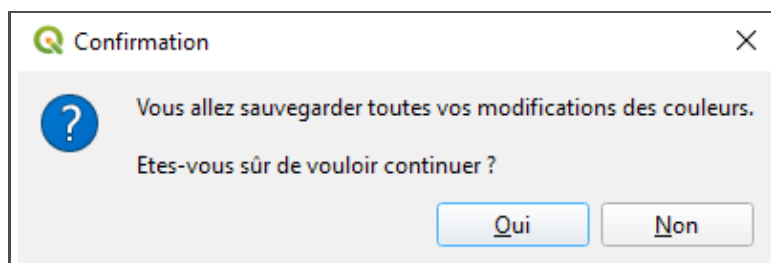 Confirmation
Vous allez sauvegarder toutes vos modifications des couleurs.
Etes-vous sûr de vouloir continuer ?
Oui Non